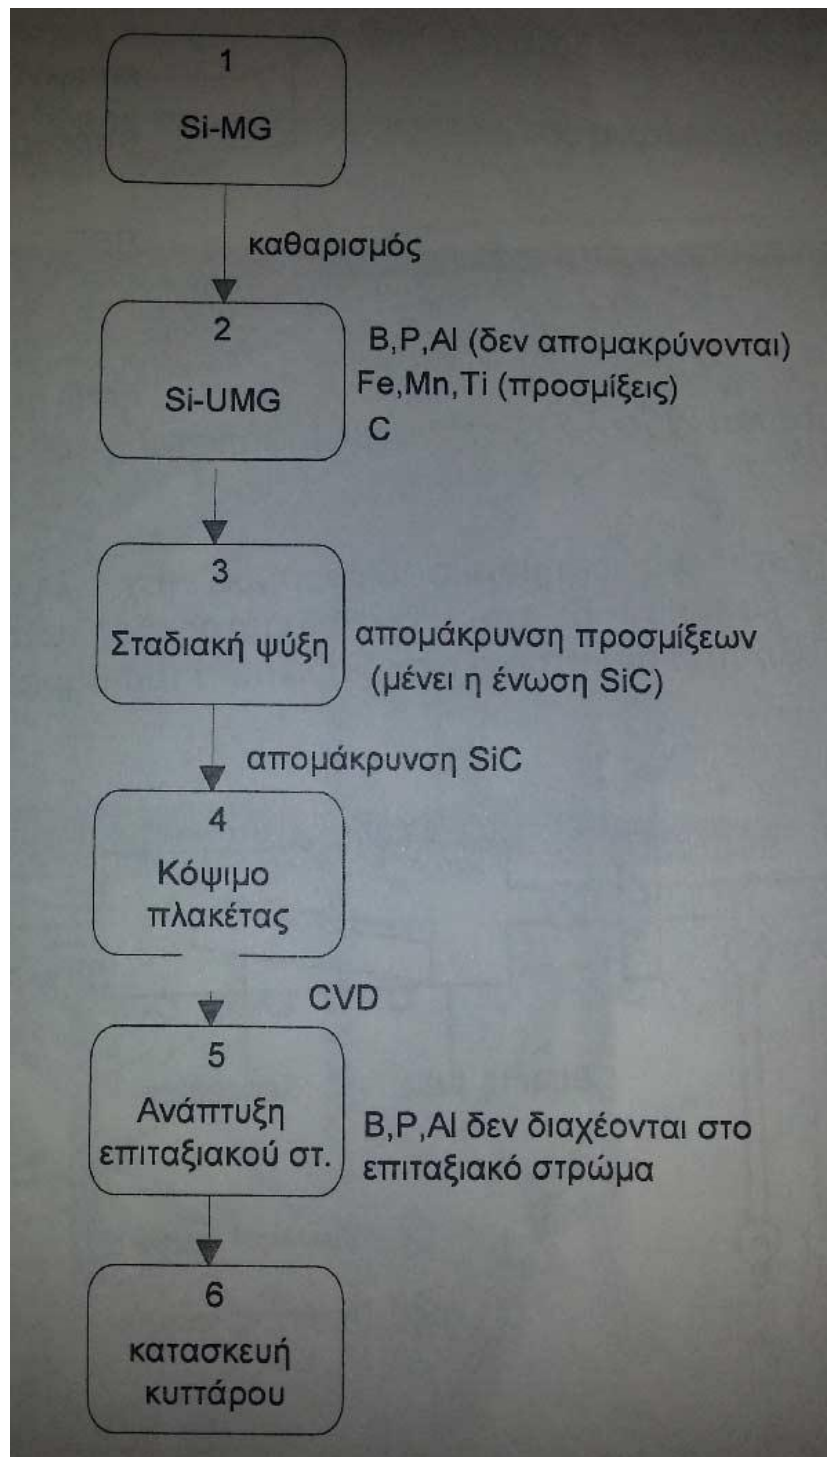 1
Si-MG
καθαρισμός
2
Si-UMG
B,P,Al (δεν απομακρύνονται)
Fe,Mn,Ti (προσμίξεις)
C
3
Σταδιακή ψύξη
απομάκρυνση προσμίξεων
(μένει η ένωση SiC)
απομάκρυνση SiC
4
Κόψιμο
πλακέτας
CVD
5
Ανάπτυξη
επιταξιακού στ.
B,P,Al δεν διαχέονται στο
επιταξιακό στρώμα
6
κατασκευή
κυττάρου